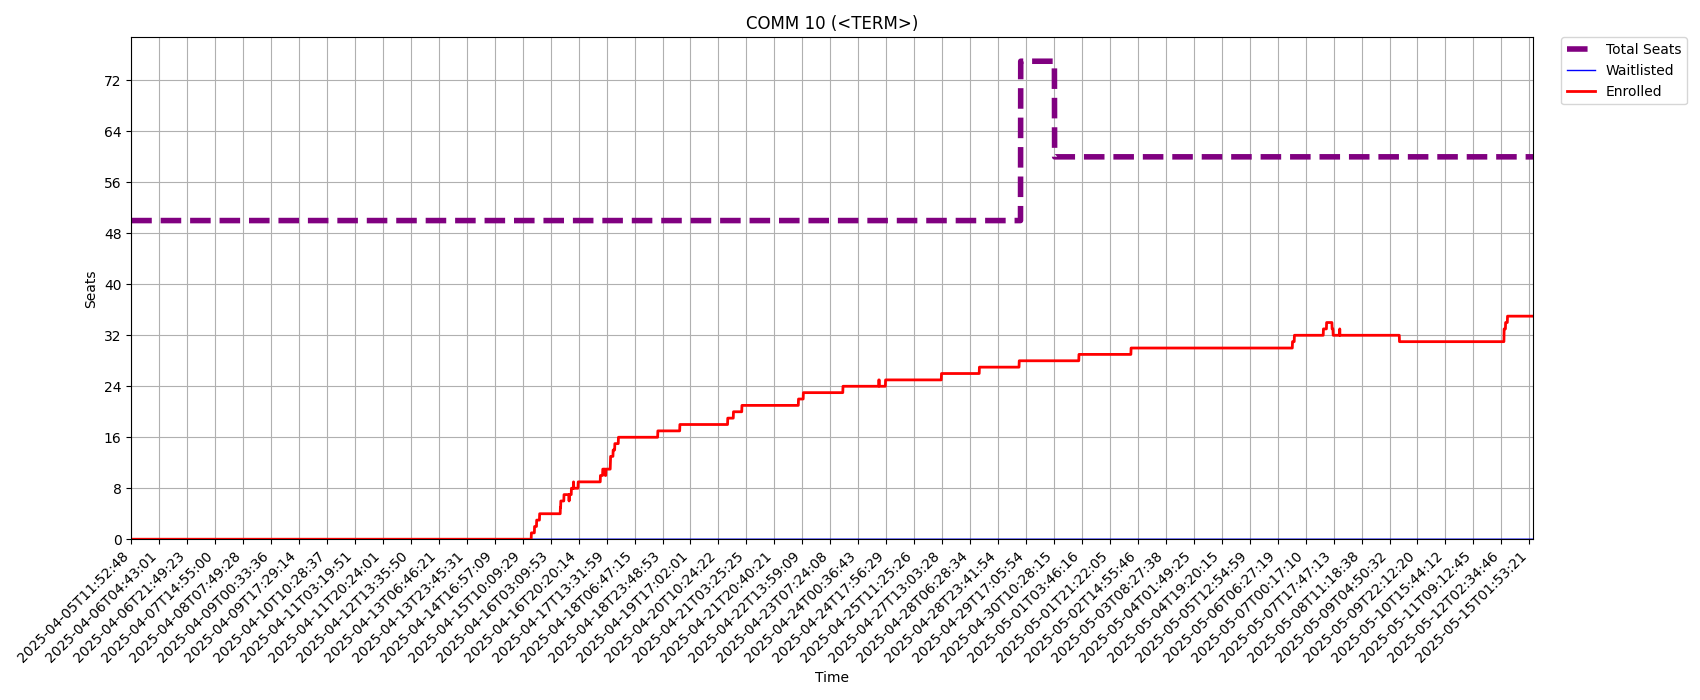 COMM 10 (<TERM>)
Total Seats
Waitlisted
Enrolled
72
64
56
48
40
32
24
16
8
0
Seats
2025-04-05T11:52:48
2025-04-06T04:43:01
2025-04-06T21:49:23
2025-04-07T14:55:00
2025-04-08T07:49:28
2025-04-09T00:33:36
2025-04-09T17:29:14
2025-04-10T10:28:37
2025-04-11T03:19:51
2025-04-11T20:24:01
2025-04-12T13:35:50
2025-04-13T06:46:21
2025-04-13T23:45:31
2025-04-14T16:57:09
2025-04-15T10:09:29
2025-04-16T03:09:53
2025-04-16T20:20:14
2025-04-17T13:31:59
2025-04-18T06:47:15
2025-04-18T23:48:53
2025-04-19T17:02:01
2025-04-20T10:24:22
2025-04-21T03:25:25
2025-04-21T20:40:21
2025-04-22T13:59:09
2025-04-23T07:24:08
2025-04-24T00:36:43
2025-04-24T17:56:29
2025-04-25T11:25:26
2025-04-27T13:03:28
2025-04-28T06:28:34
2025-04-28T23:41:54
2025-04-29T17:05:54
2025-04-30T10:28:15
2025-05-01T03:46:16
2025-05-01T21:22:05
2025-05-02T14:55:46
2025-05-03T08:27:38
2025-05-04T01:49:25
2025-05-04T19:20:15
2025-05-05T12:54:59
2025-05-06T06:27:19
2025-05-07T00:17:10
2025-05-07T17:47:13
2025-05-08T11:18:38
2025-05-09T04:50:32
2025-05-09T22:12:20
2025-05-10T15:44:12
2025-05-11T09:12:45
2025-05-12T02:34:46
2025-05-15T01:53:21
Time